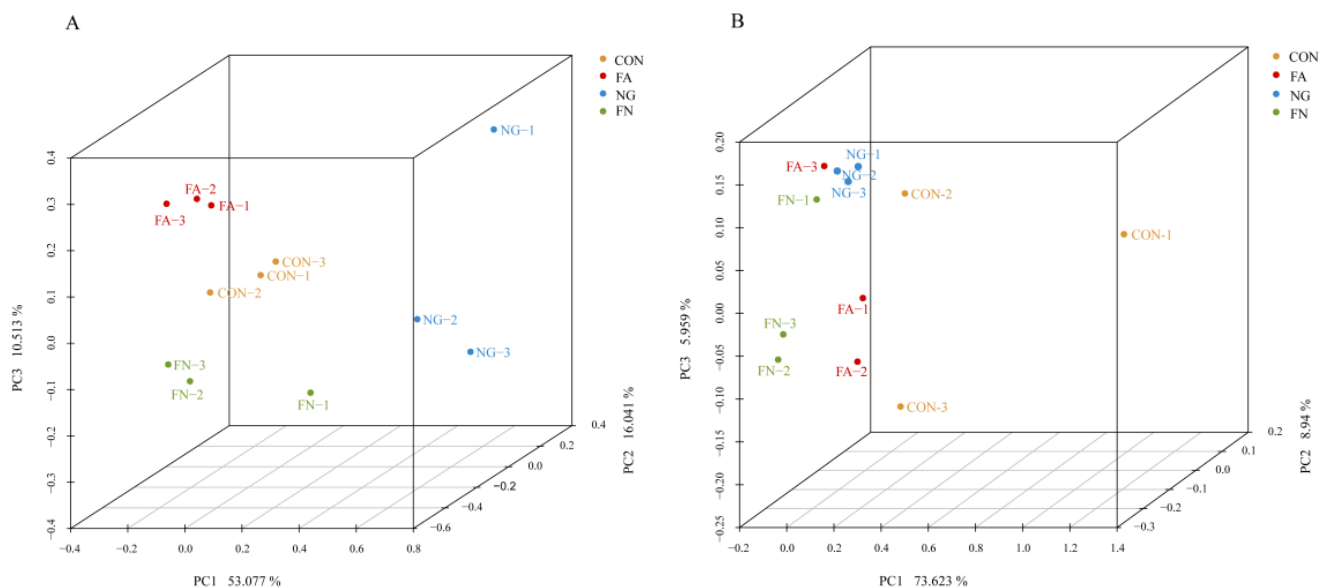 A
CON
FA
NG
FN
NG−1
0.4
0.3
0.2
0.1
0.0
−0.1
−0.2
−0.3
−0.4
PC3 10.513 %
FA−2
FA−3
FA−1
CON−3
CON−1
CON−2
NG−2
NG−3
FN−3
FN−2
FN−1
0.4
0.2
0.0
−0.2
−0.4
−0.6
PC2 16.041 %
−0.4
−0.2
0.0
0.2
0.4
0.6
0.8
PC1 53.077 %
B
CON
FA
NG
FN
0.20
0.15
0.10
0.05
0.00
−0.05
−0.10
−0.15
−0.20
−0.25
PC3 5.959 %
FA−3
NG−1
NG−2
NG−3
FN−1
CON-2
CON-1
FA−1
FN−3
FN−2
FA−2
CON-3
0.2
0.1
0.0
−0.1
−0.2
−0.3
PC2 8.94 %
−0.2
0.0
0.2
0.4
0.6
0.8
1.0
1.2
1.4
PC1 73.623 %